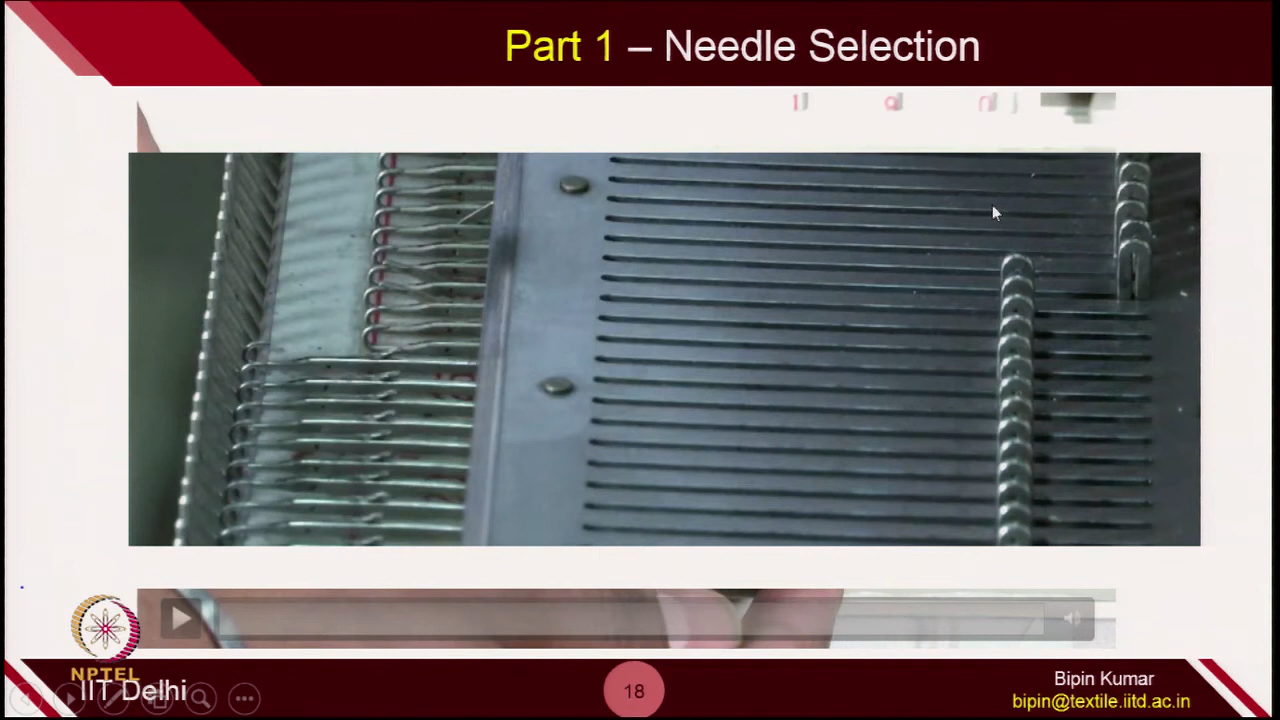 Part 1 – Needle Selection
NPTEL
IIT Delhi
18
Bipin Kumar
bipin@textile.iitd.ac.in